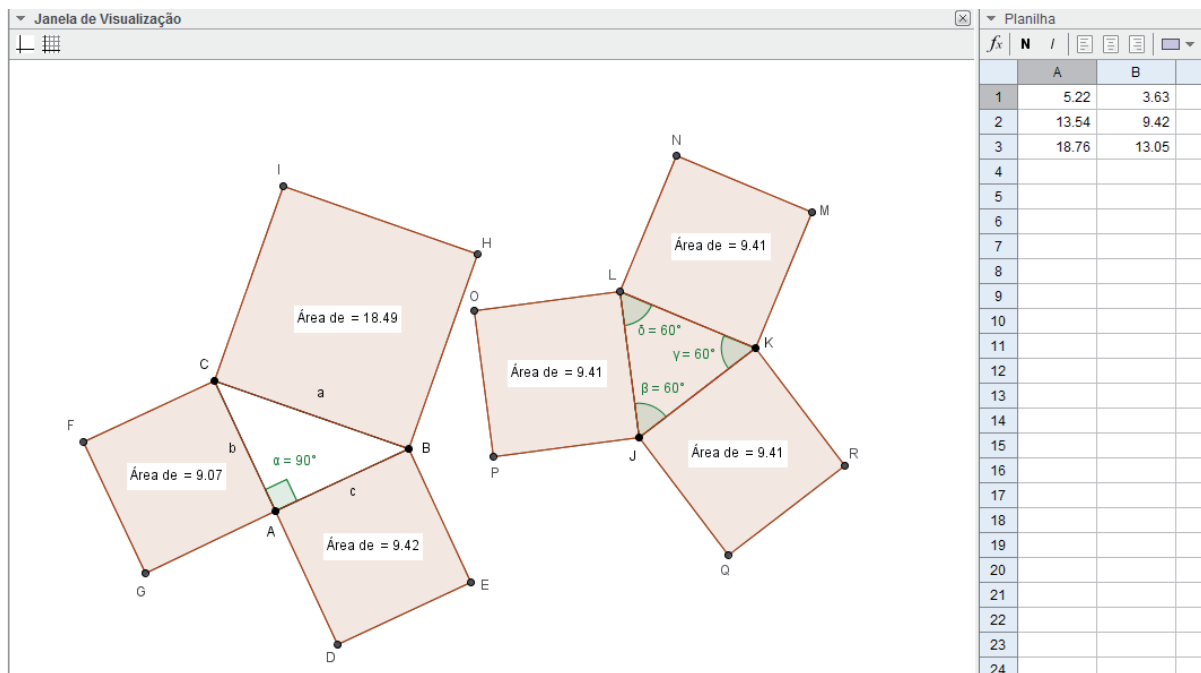 Janela de Visualização
I
H
Área de = 18.49
C
a
F
b
B
Área de = 9.07
α = 90°
c
A
Área de = 9.42
G
E
D
N
M
Área de = 9.41
L
O
δ = 60°
K
γ = 60°
Área de = 9.41
β = 60°
J
P
Área de = 9.41
R
Q
Planilha
fx N I
A B
1 5.22 3.63
2 13.54 9.42
3 18.76 13.05
4
5
6
7
8
9
10
11
12
13
14
15
16
17
18
19
20
21
22
23
24